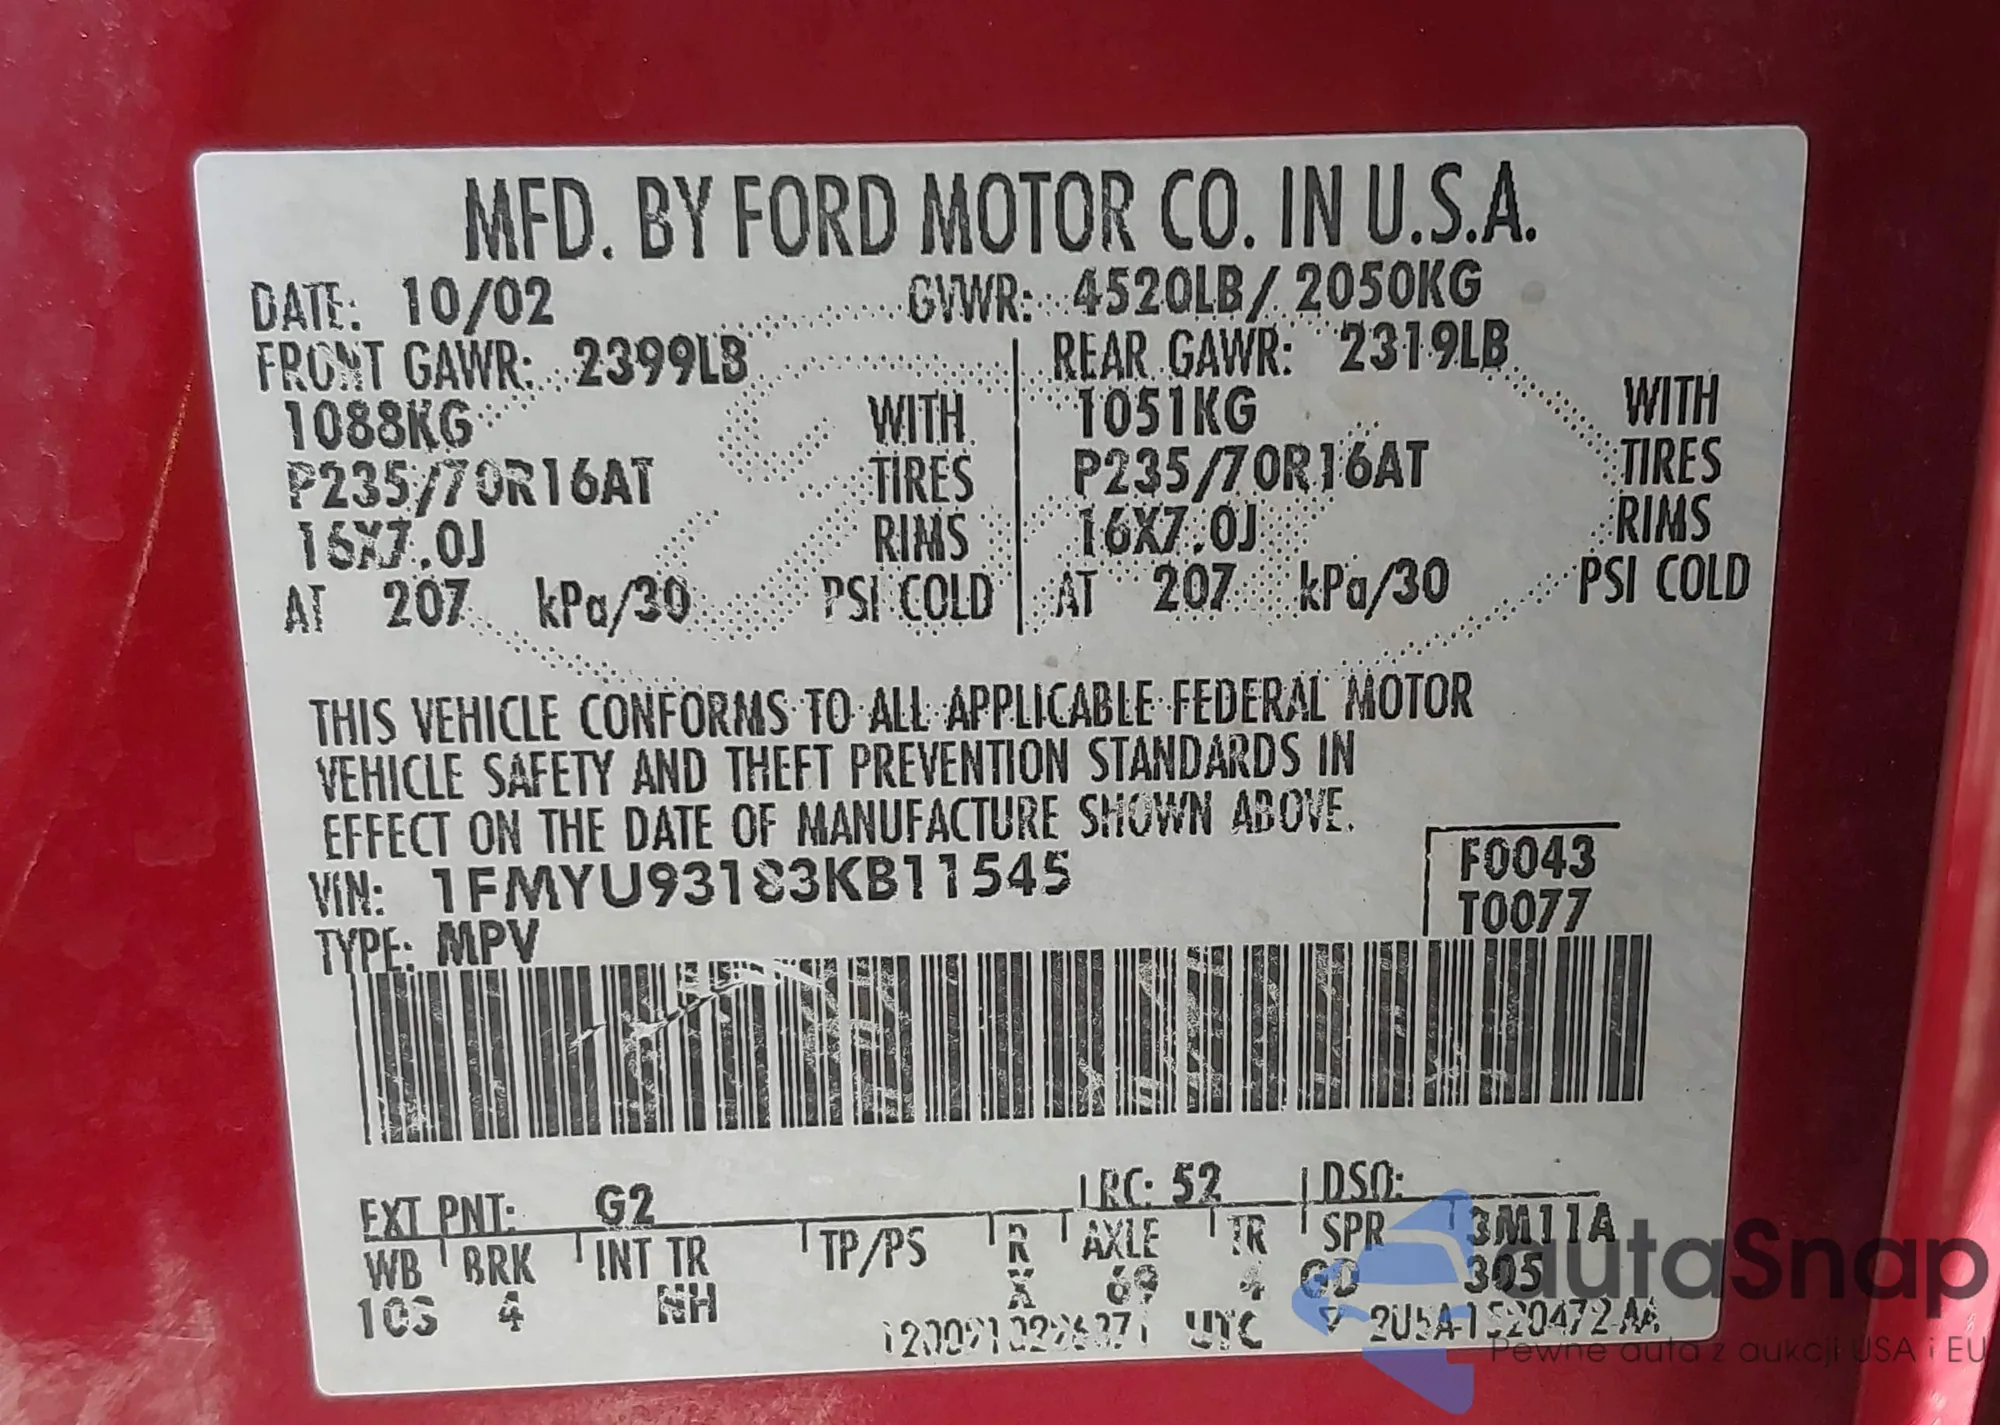 MFD. BY FORD MOTOR CO. IN U.S.A.
DATE: 10/02 GVWR: 4520LB/ 2050KG
FRONT GAWR: 2399LB REAR GAWR: 2319LB
1088KG WITH 1051KG WITH
P235/70R16AT TIRES P235/70R16AT TIRES
16X7.0J RIMS 16X7.0J RIMS
AT 207 kPa/30 PSI COLD AT 207 kPa/30 PSI COLD
THIS VEHICLE CONFORMS TO ALL APPLICABLE FEDERAL MOTOR
VEHICLE SAFETY AND THEFT PREVENTION STANDARDS IN
EFFECT ON THE DATE OF MANUFACTURE SHOWN ABOVE.
VIN: 1FMYU93183KB11545
F0043
TYPE: MPV
T0077
EXT PNT: G2 RC: 52 DSO:
WB BRK INT TR TP/PS R AXLE TR SPR 3M11A
103 4 NH X 69 4 GD 305
UTC
autaSnap
Pewne auta z aukcji USA i EU